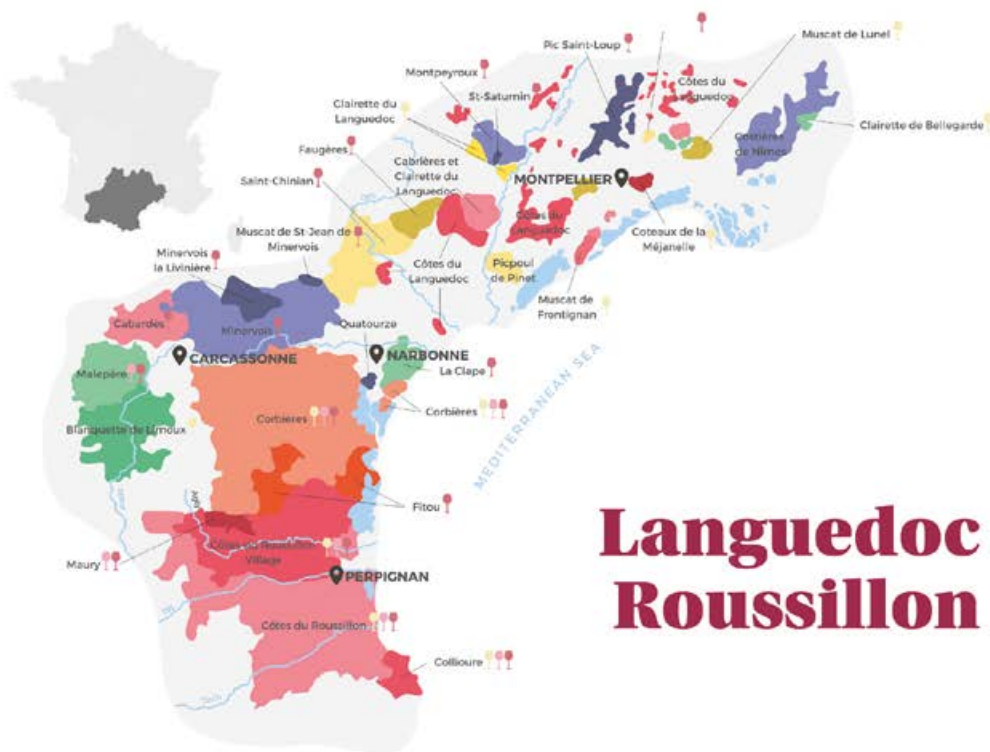 Pic Saint-Loup
Muscat de Lunel
Montpeyroux
Côtes du
Languedoc
St-Saturnin
Clairette du
Languedoc
Clairette de Bellegarde
Costières
de Nîmes
Faugères
Cabrières et
Clairette du
Languedoc
Saint-Chinian
MONTPELLIER
Côtes du
Languedoc
Coteaux de la
Méjanelle
Muscat de St-Jean de
Minervois
Minervois
la Livinière
Côtes du
Languedoc
Picpoul
de Pinet
Muscat de
Frontignan
Cabardès
Minervois
Quatourze
CARCASSONNE
NARBONNE
La Clape
Malepère
MEDITERRANEAN SEA
Corbières
Corbières
Blanquette de Limoux
Fitou
Languedoc
Roussillon
Côtes du Roussillon
Village
Maury
PERPIGNAN
Côtes du Roussillon
Collioure
Tech